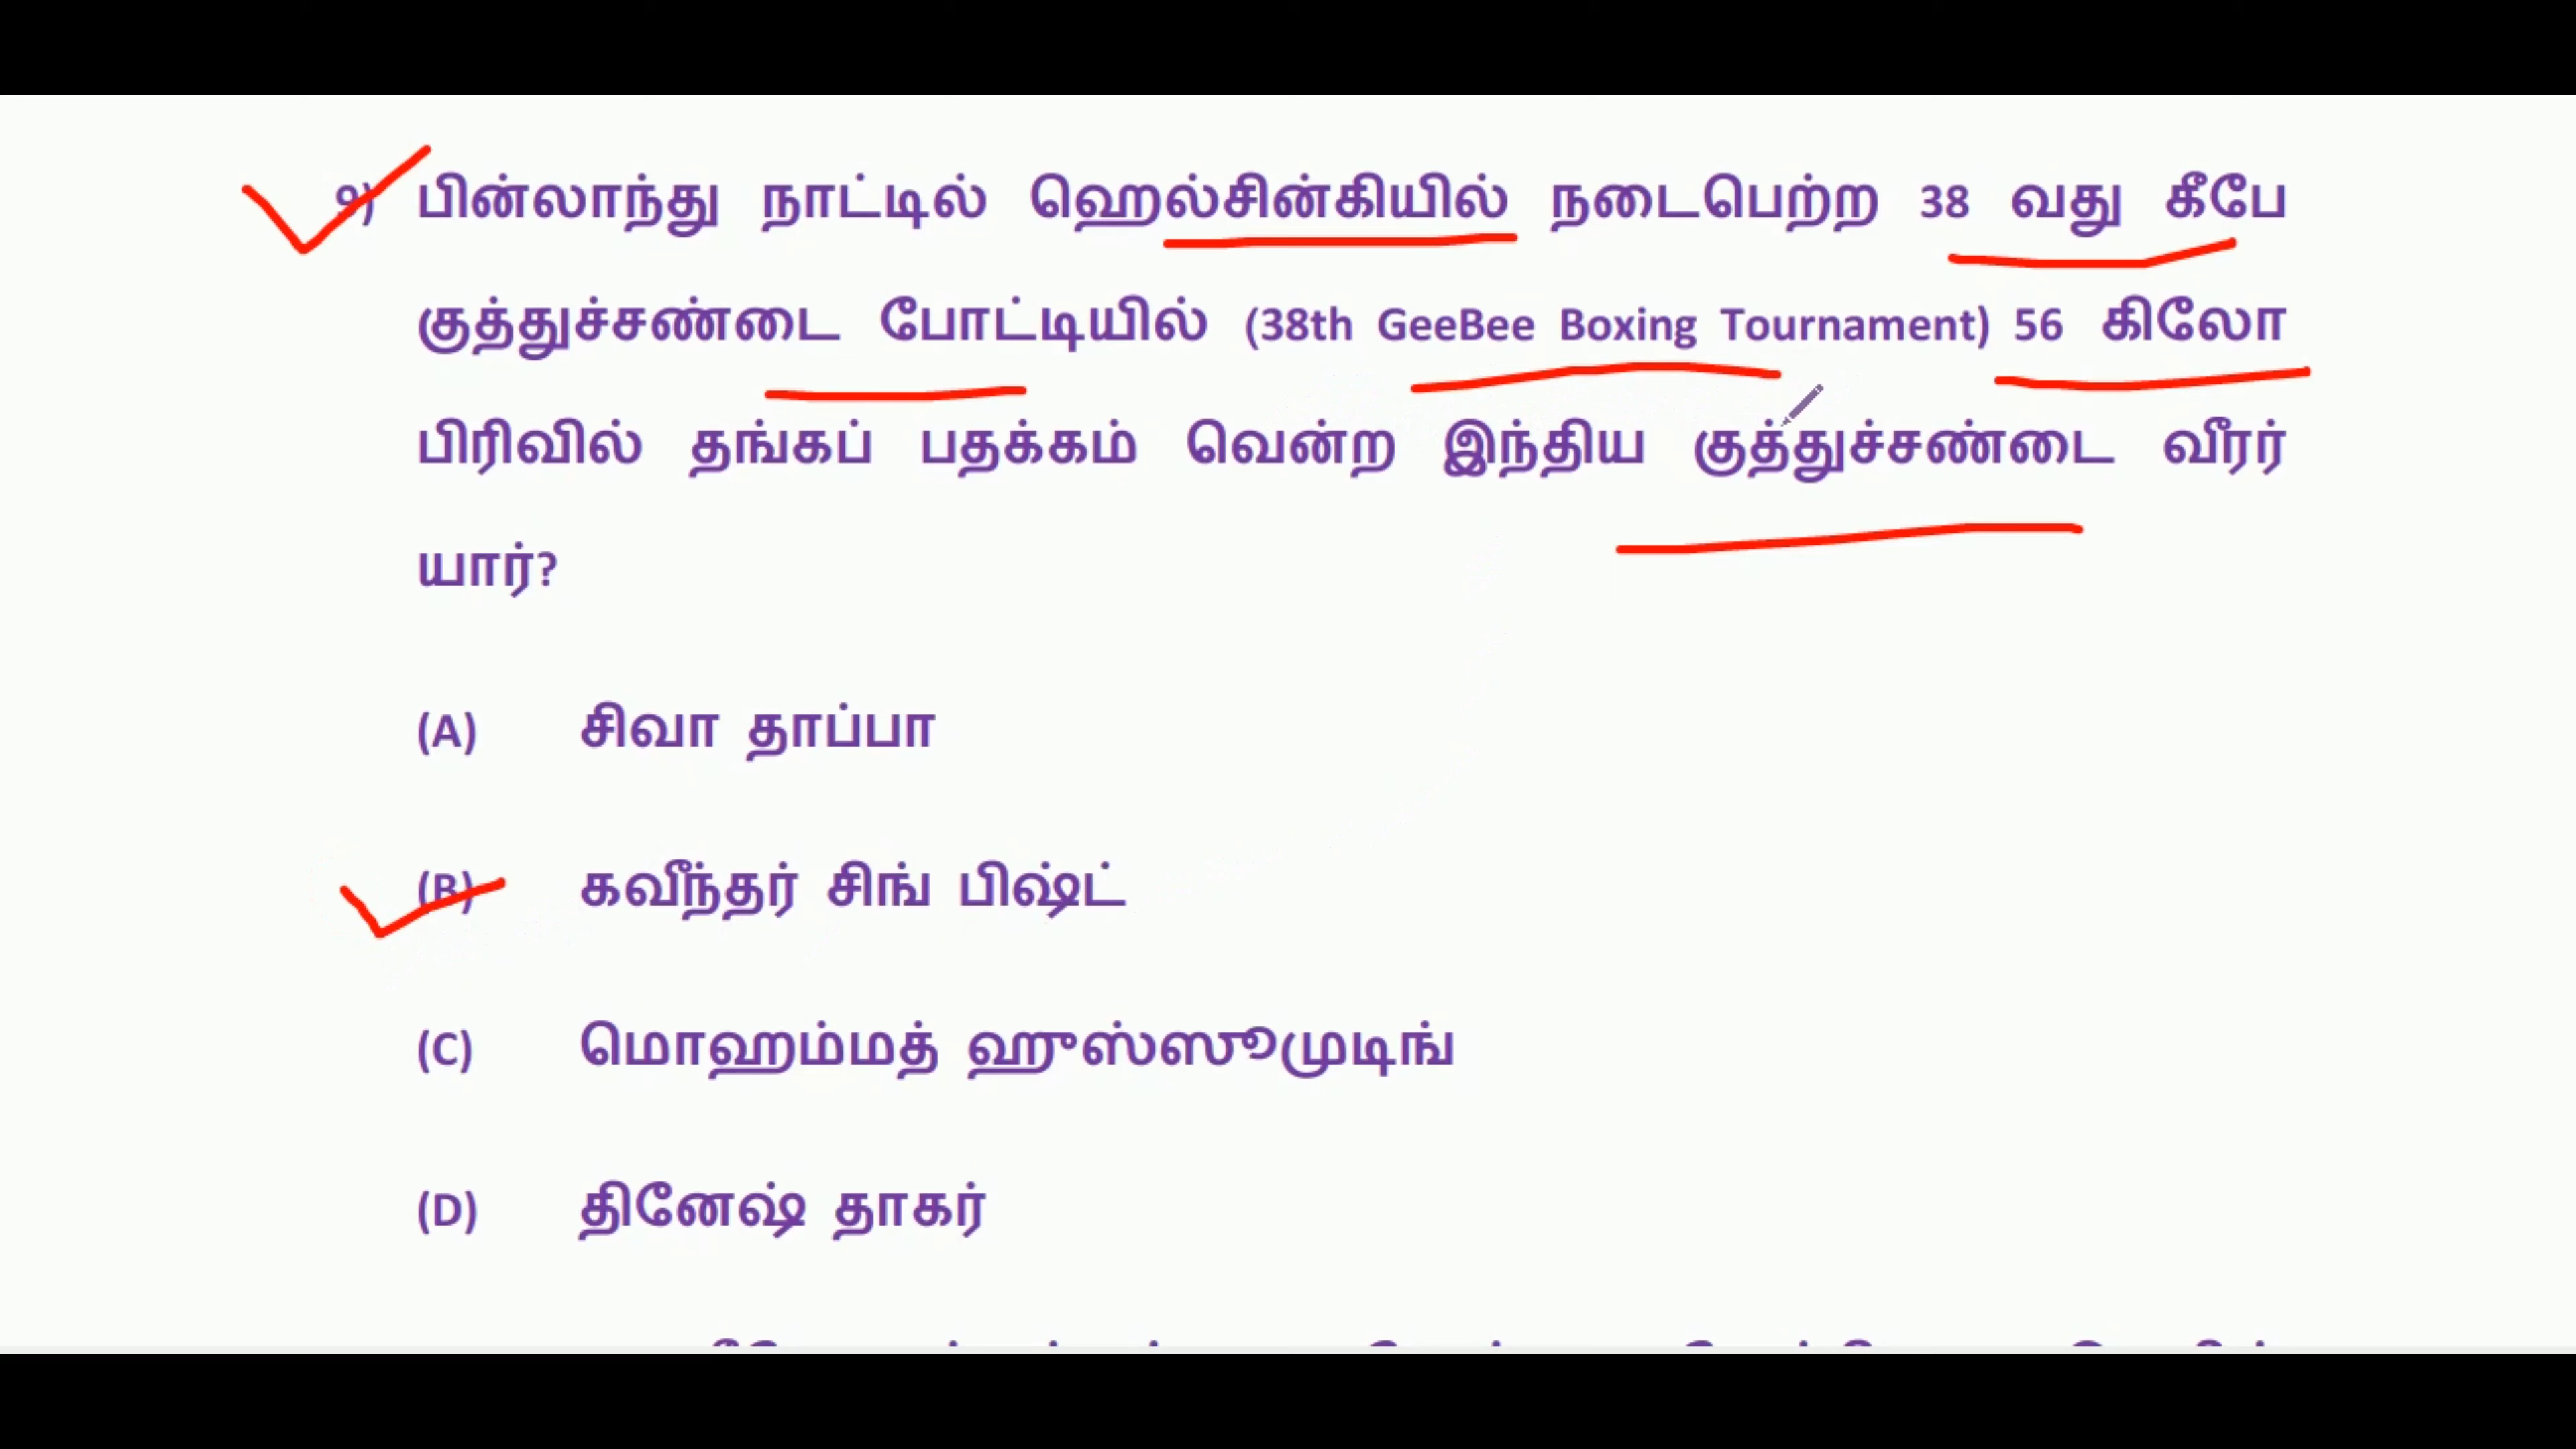 9) பின்லாந்து நாட்டில் ஹெல்சின்கியில் நடைபெற்ற 38 வது கீபே
குத்துச்சண்டை போட்டியில் (38th GeeBee Boxing Tournament) 56 கிலோ
பிரிவில் தங்கப் பதக்கம் வென்ற இந்திய குத்துச்சண்டை வீரர்
யார்?
(A) சிவா தாப்பா
(B) கவீந்தர் சிங் பிஷ்ட்
(C) மொஹம்மத் ஹுஸ்ஸூமுடிங்
(D) தினேஷ் தாகர்